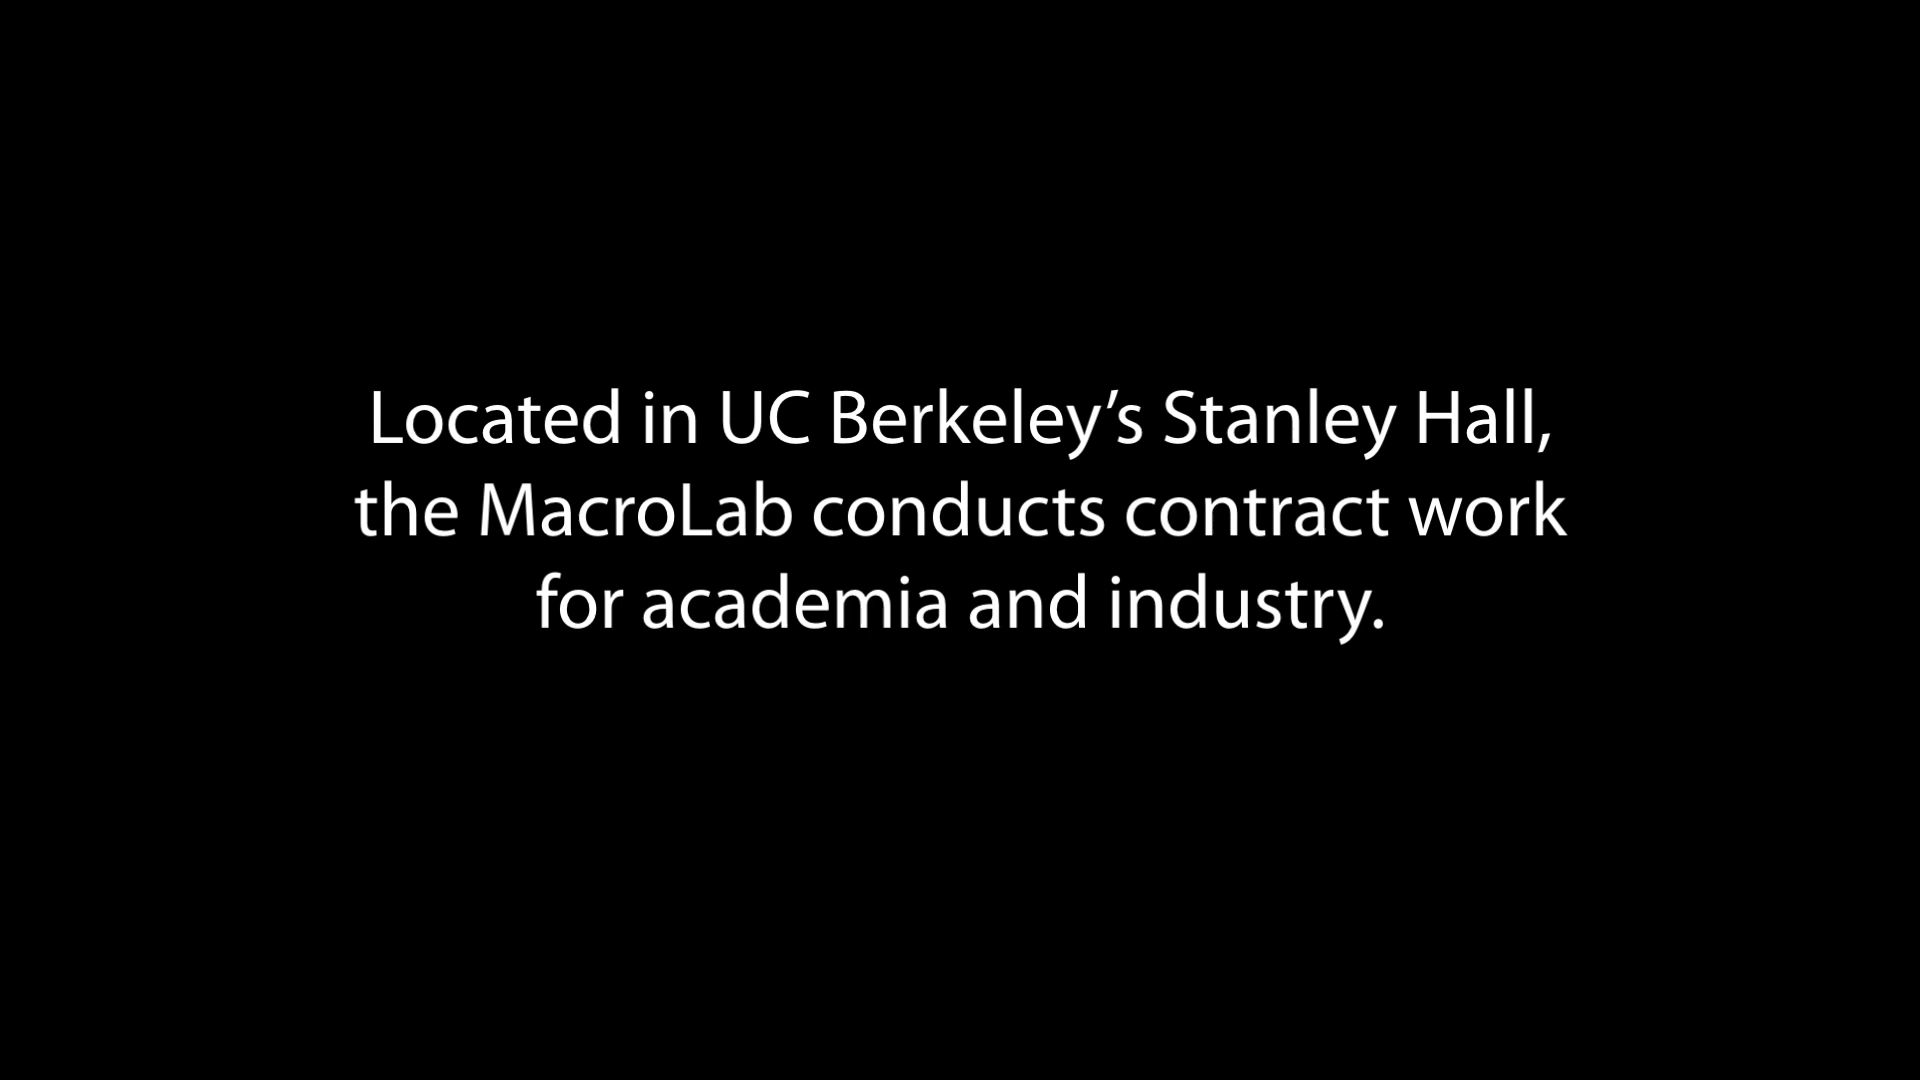 Located in UC Berkeley’s Stanley Hall,
the MacroLab conducts contract work
for academia and industry.